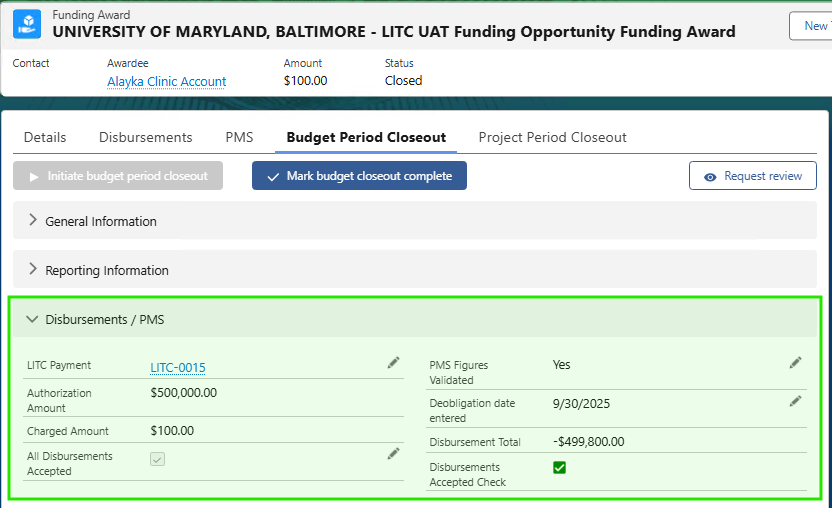 Funding Award
UNIVERSITY OF MARYLAND, BALTIMORE - LITC UAT Funding Opportunity Funding Award
New
Contact
Awardee
Amount
Status
Alayka Clinic Account
$100.00
Closed
Details
Disbursements
PMS
Budget Period Closeout
Project Period Closeout
Initiate budget period closeout
Mark budget closeout complete
Request review
General Information
Reporting Information
Disbursements / PMS
LITC Payment
LITC-0015
Authorization
Amount
$500,000.00
Charged Amount
$100.00
All Disbursements
Accepted
PMS Figures
Validated
Yes
Deobligation date
entered
9/30/2025
Disbursement Total
-$499,800.00
Disbursements
Accepted Check